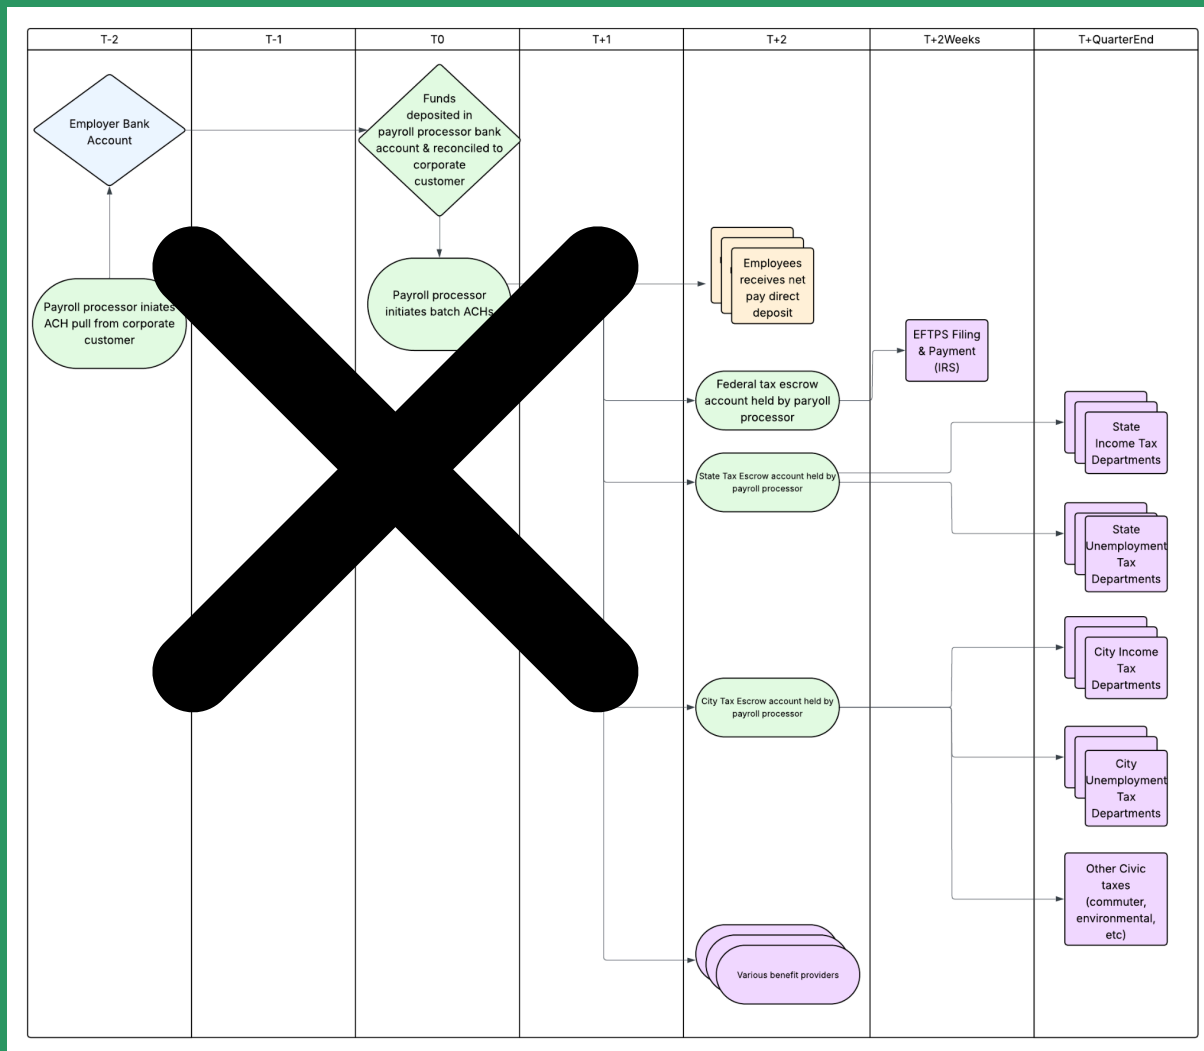 T-2
T-1
T0
T+1
T+2
T+2Weeks
T+QuarterEnd
Employer Bank
Account
Funds
deposited in
payroll processor bank
account & reconciled to
corporate
customer
Payroll processor iniates
ACH pull from corporate
customer
Payroll processor
initiates batch ACHs
Employees
receives net
pay direct
deposit
EFTPS Filing
& Payment
(IRS)
Federal tax escrow
account held by paryoll
processor
State Tax Escrow account held by
payroll processor
State
Income Tax
Departments
State
Unemployment
Tax
Departments
City Tax Escrow account held by
payroll processor
City Income
Tax
Departments
City
Unemployment
Tax
Departments
Other Civic
taxes
(commuter,
environmental,
etc)
Various benefit providers